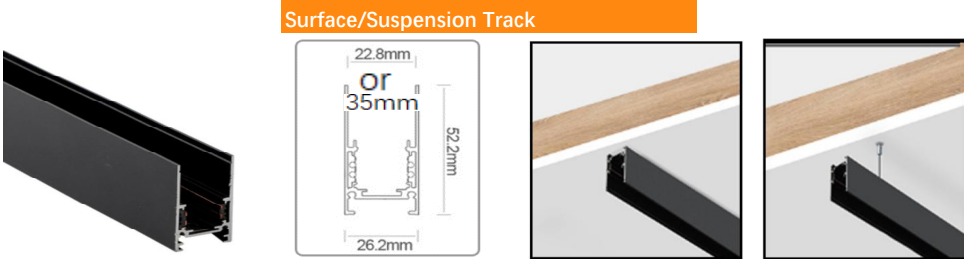 Surface/Suspension Track
22.8mm
or
35mm
52.2mm
26.2mm